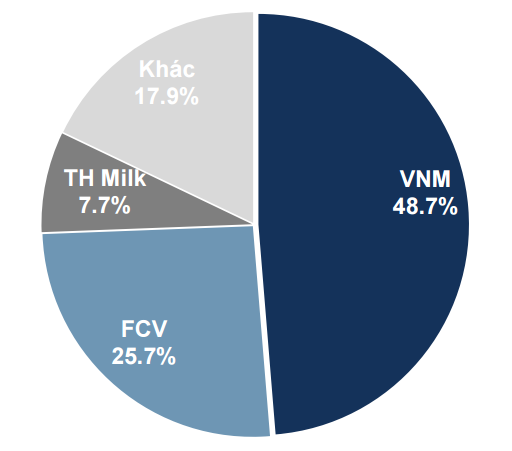 Khác
17.9%
TH Milk
7.7%
VNM
48.7%
FCV
25.7%